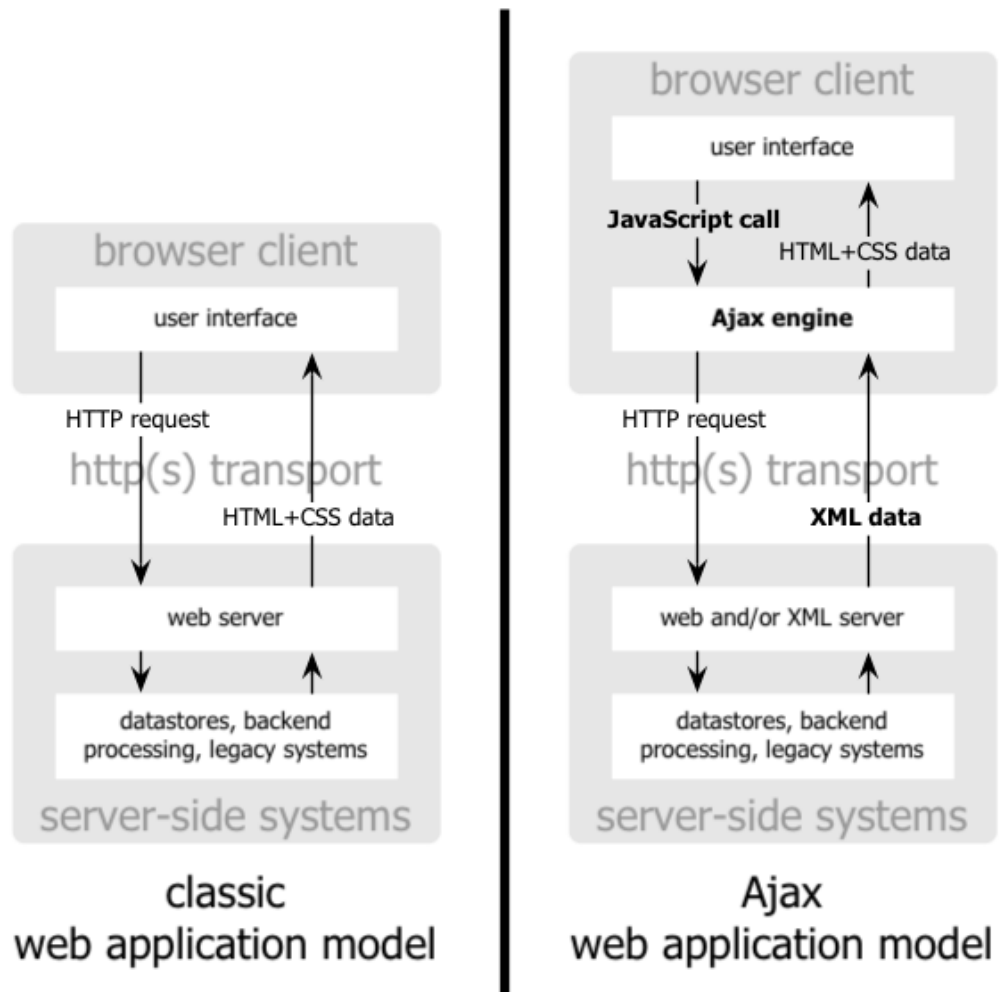 browser client
user interface
HTTP request
http(s) transport
HTML+CSS data
web server
datastores, backend
processing, legacy systems
server-side systems
classic
web application model
browser client
user interface
JavaScript call
HTML+CSS data
Ajax engine
HTTP request
http(s) transport
XML data
web and/or XML server
datastores, backend
processing, legacy systems
server-side systems
Ajax
web application model